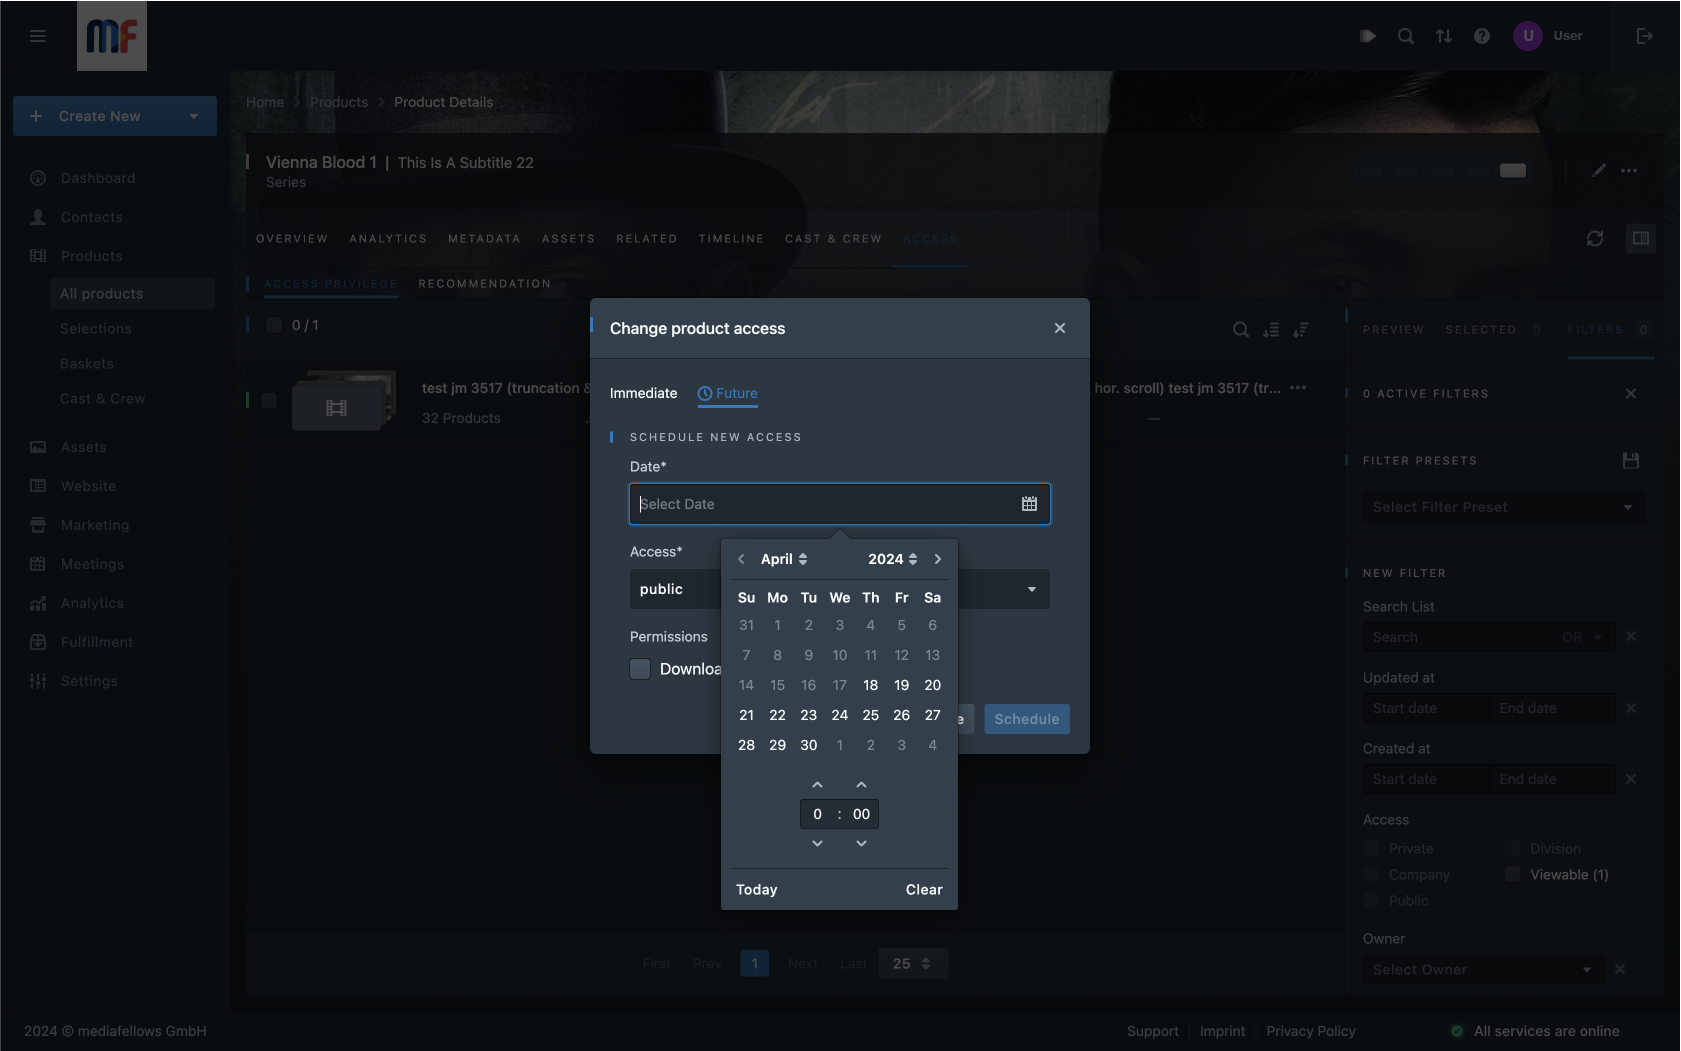 MF
U User
Create New
Home Products Product Details
Vienna Blood 1 | This Is A Subtitle 22
Series
Dashboard
Contacts
Products
All products
Selections
Baskets
Cast & Crew
Assets
Website
Marketing
Meetings
Analytics
Fulfillment
Settings
OVERVIEW ANALYTICS METADATA ASSETS RELATED TIMELINE CAST & CREW ACCESS
ACCESS PRIVILEGE RECOMMENDATION
0 / 1
test jm 3517 (truncation &
hor. scroll) test jm 3517 (tr...
32 Products
Change product access
Immediate Future
SCHEDULE NEW ACCESS
Date*
Select Date
Access*
public
Permissions
Downloa
e Schedule
April 2024
Su Mo Tu We Th Fr Sa
31 1 2 3 4 5 6
7 8 9 10 11 12 13
14 15 16 17 18 19 20
21 22 23 24 25 26 27
28 29 30 1 2 3 4
0 : 00
Today Clear
PREVIEW SELECTED 0 FILTERS 0
0 ACTIVE FILTERS
FILTER PRESETS
Select Filter Preset
NEW FILTER
Search List
Search OR
Updated at
Start date End date
Created at
Start date End date
Access
Private Division
Company Viewable (1)
Public
Owner
Select Owner
First Prev 1 Next Last 25
2024 © mediafellows GmbH
Support Imprint Privacy Policy
All services are online